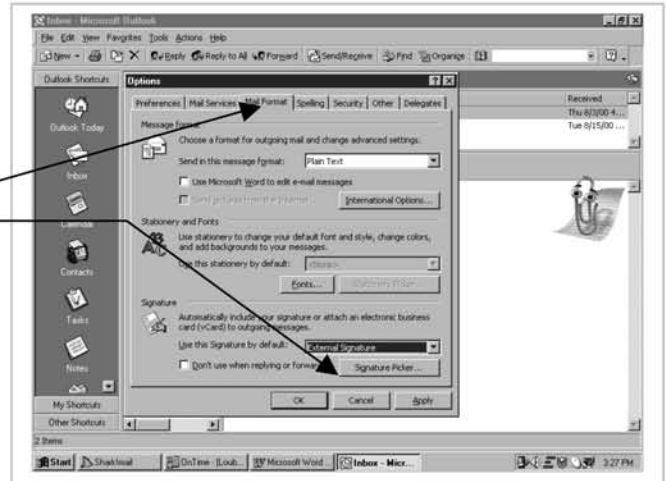 Inbox - Microsoft Outlook
File Edit View Favorites Tools Actions Help
New Reply Reply to All Forward Send/Receive Find Organize
Outlook Shortcuts
Outlook Today
Inbox
Calendar
Contacts
Tasks
Notes
My Shortcuts
Other Shortcuts
Options
Preferences Mail Services Mail Format Spelling Security Other Delegates
Message format
Choose a format for outgoing mail and change advanced settings.
Send in this message format: Plain Text
Use Microsoft Word to edit e-mail messages
Send pictures from the Internet International Options...
Stationery and Fonts
Use stationery to change your default font and style, change colors,
and add backgrounds to your messages.
Use this stationery by default: <None>
Fonts... Stationery Picker...
Signature
Automatically include your signature or attach an electronic business
card (vCard) to outgoing messages.
Use this Signature by default: External Signature
Don't use when replying or forwar Signature Picker...
OK Cancel Apply
Received
Thu 8/3/00 4...
Tue 8/15/00 ...
2 Items
Start Sharkmail OnTime - [Loub... Microsoft Word Inbox - Micr... 3:27 PM